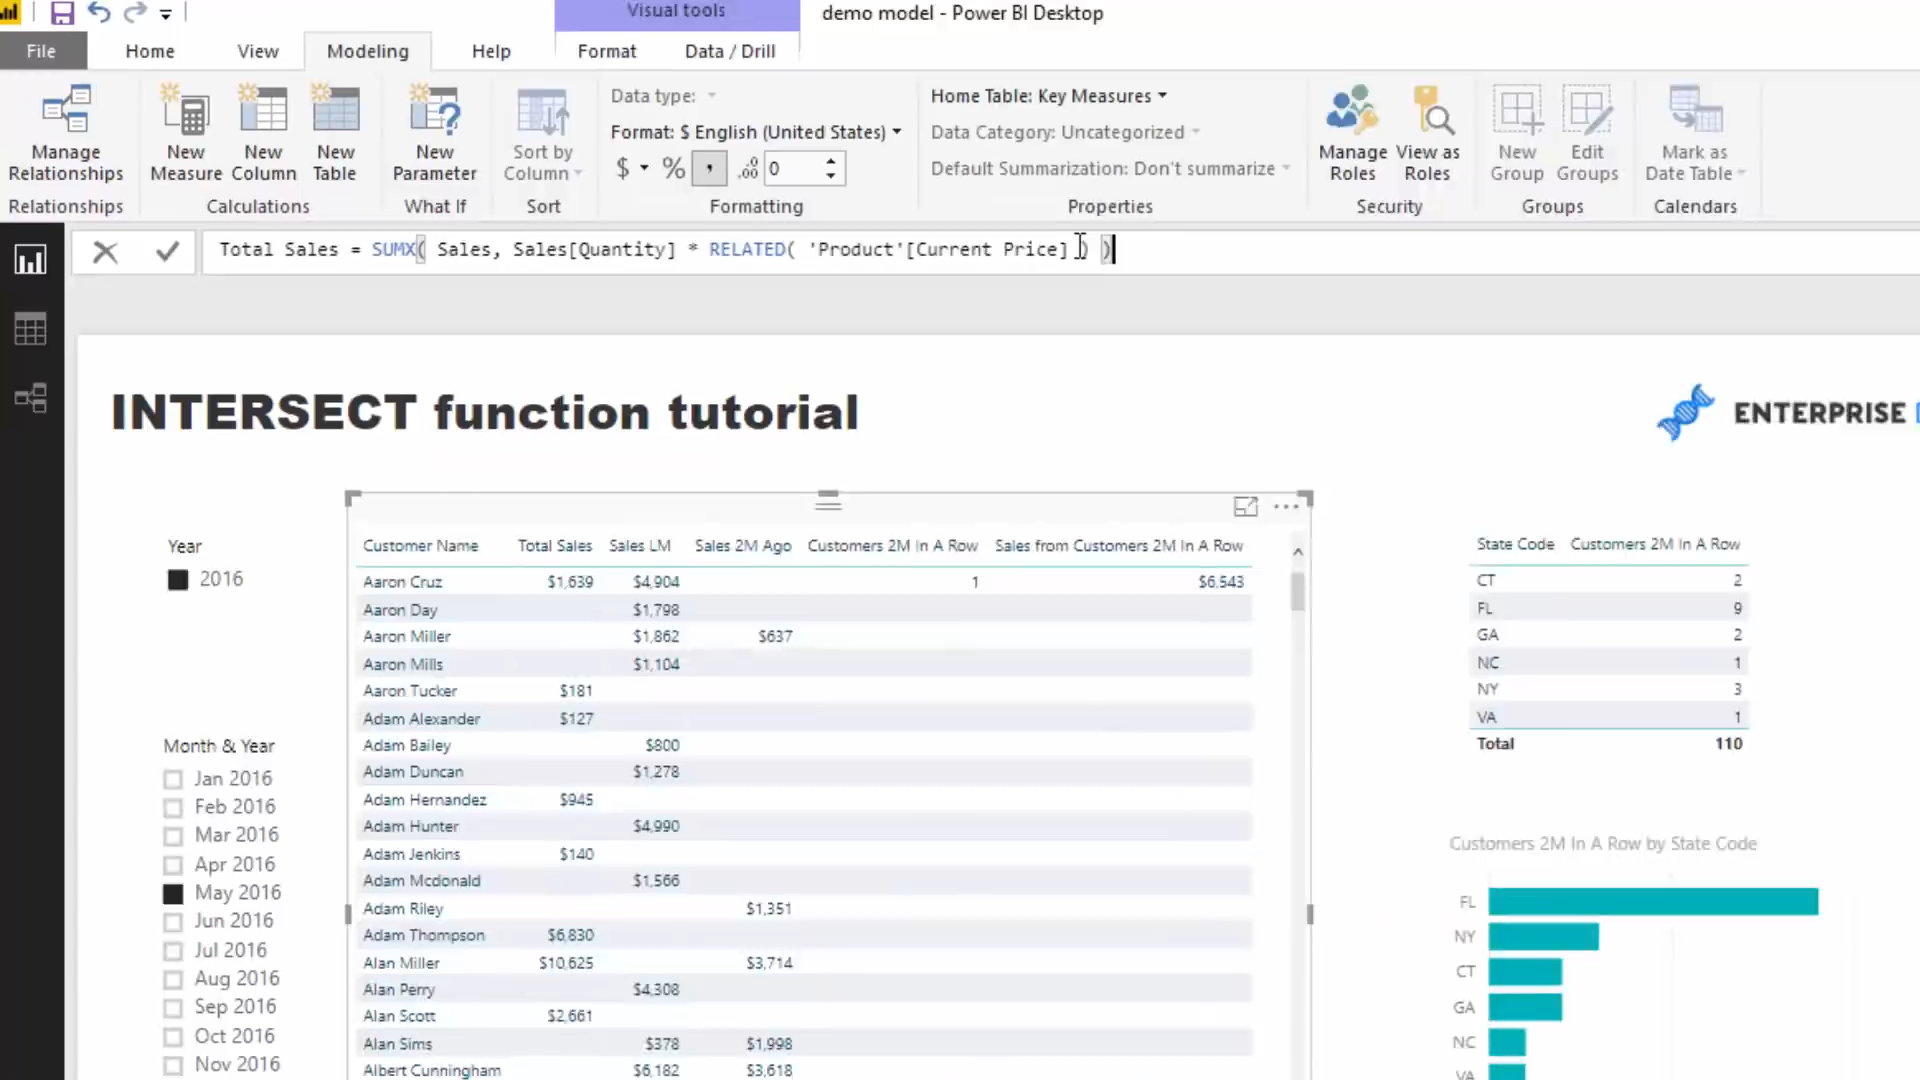 Visual tools
demo model - Power BI Desktop
File Home View Modeling Help Format Data / Drill
Manage Relationships
New Measure
New Column
New Table
New Parameter
Sort by Column
Data type:
Format: $ English (United States)
$ % , .00 0
Home Table: Key Measures
Data Category: Uncategorized
Default Summarization: Don't summarize
Manage Roles
View as Roles
New Group
Edit Groups
Mark as Date Table
Relationships Calculations What If Sort Formatting Properties Security Groups Calendars
Total Sales = SUMX( Sales, Sales[Quantity] * RELATED( 'Product'[Current Price] ) )
INTERSECT function tutorial
ENTERPRISE
Year
2016
Month & Year
Jan 2016
Feb 2016
Mar 2016
Apr 2016
May 2016
Jun 2016
Jul 2016
Aug 2016
Sep 2016
Oct 2016
Nov 2016
Customer Name Total Sales Sales LM Sales 2M Ago Customers 2M In A Row Sales from Customers 2M In A Row
Aaron Cruz $1,639 $4,904 1 $6,543
Aaron Day $1,798
Aaron Miller $1,862 $637
Aaron Mills $1,104
Aaron Tucker $181
Adam Alexander $127
Adam Bailey $800
Adam Duncan $1,278
Adam Hernandez $945
Adam Hunter $4,990
Adam Jenkins $140
Adam Mcdonald $1,566
Adam Riley $1,351
Adam Thompson $6,830
Alan Miller $10,625 $3,714
Alan Perry $4,308
Alan Scott $2,661
Alan Sims $378 $1,998
Albert Cunningham $6,182 $3,618
State Code Customers 2M In A Row
CT 2
FL 9
GA 2
NC 1
NY 3
VA 1
Total 110
Customers 2M In A Row by State Code
FL
NY
CT
GA
NC
VA